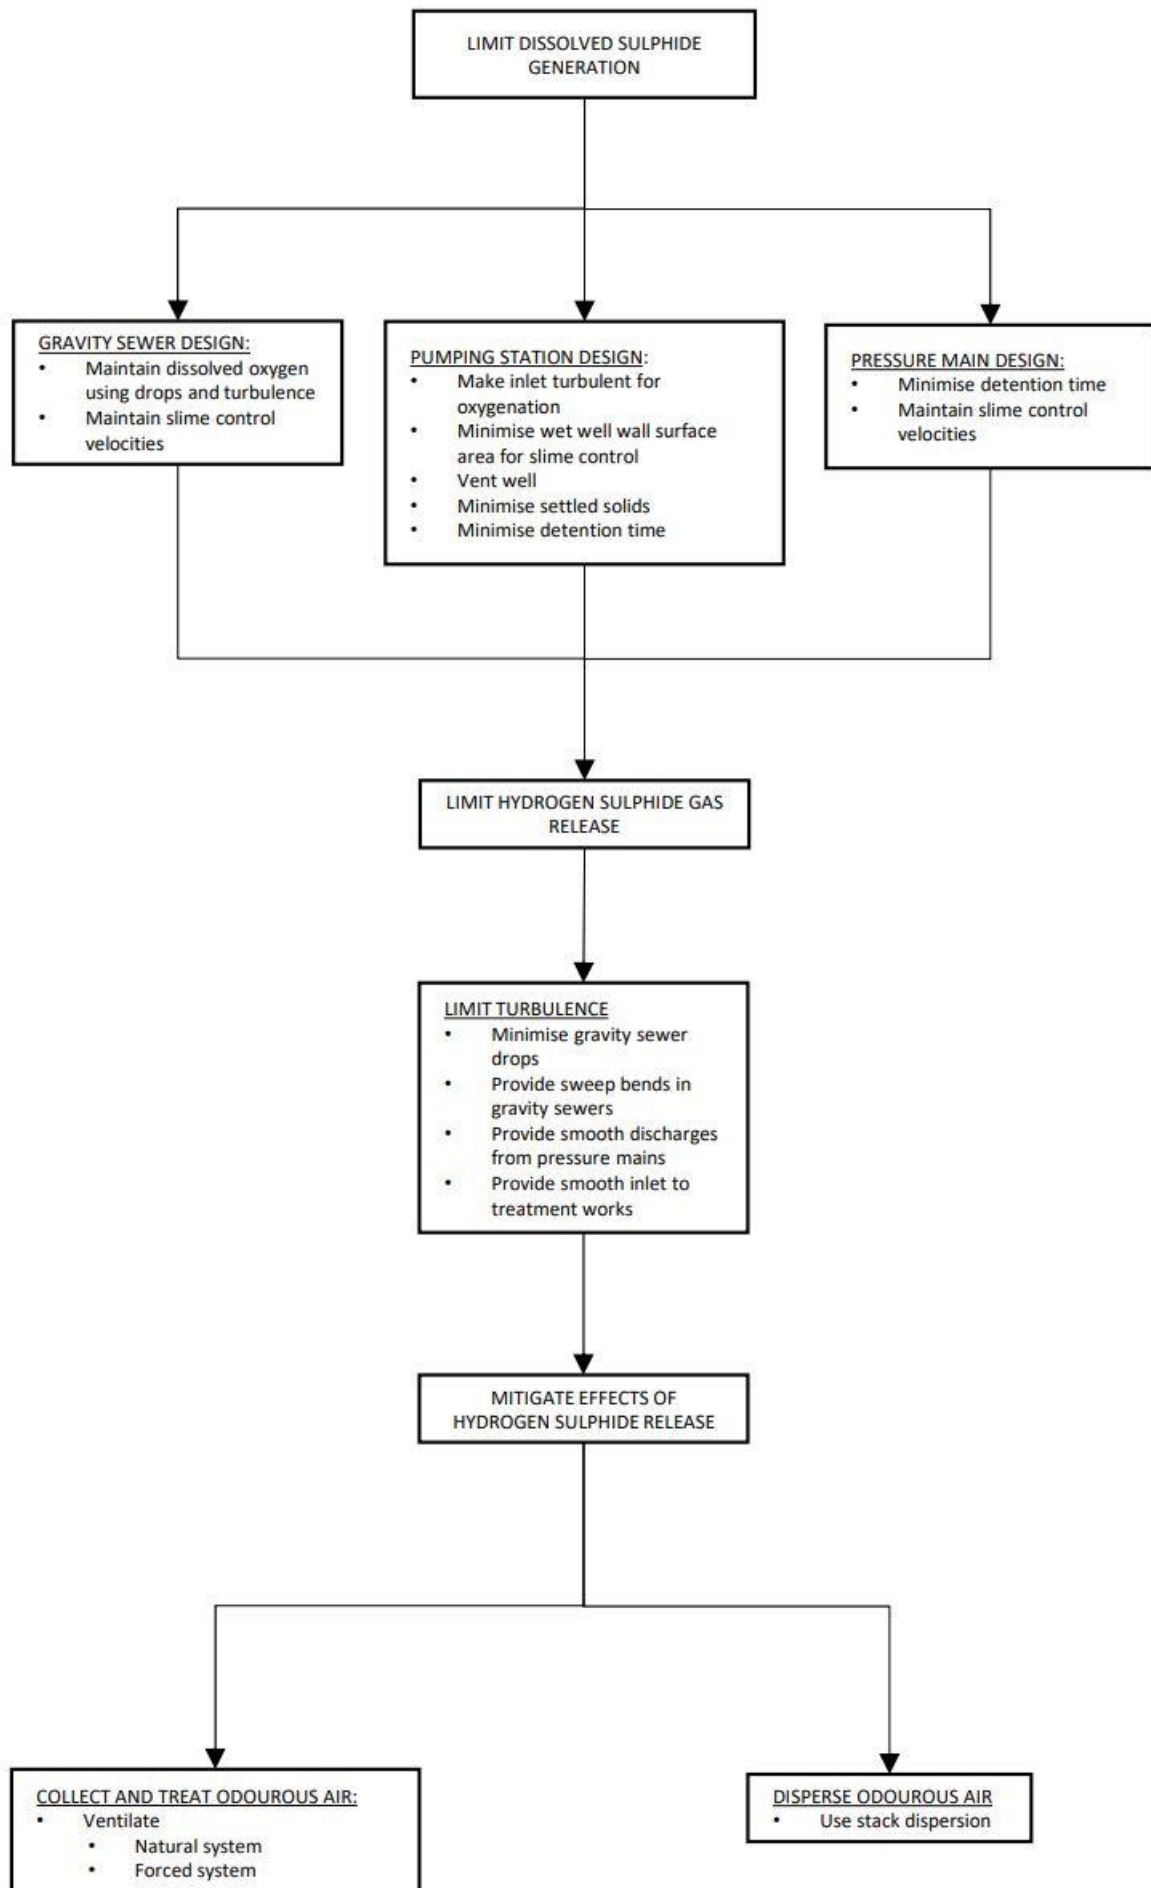 LIMIT DISSOLVED SULPHIDE
GENERATION
GRAVITY SEWER DESIGN:
• Maintain dissolved oxygen
using drops and turbulence
• Maintain slime control
velocities
PUMPING STATION DESIGN:
• Make inlet turbulent for
oxygenation
• Minimise wet well wall surface
area for slime control
• Vent well
• Minimise settled solids
• Minimise detention time
PRESSURE MAIN DESIGN:
• Minimise detention time
• Maintain slime control
velocities
LIMIT HYDROGEN SULPHIDE GAS
RELEASE
LIMIT TURBULENCE
• Minimise gravity sewer
drops
• Provide sweep bends in
gravity sewers
• Provide smooth discharges
from pressure mains
• Provide smooth inlet to
treatment works
MITIGATE EFFECTS OF
HYDROGEN SULPHIDE RELEASE
COLLECT AND TREAT ODOUROUS AIR:
• Ventilate
• Natural system
• Forced system
DISPERSE ODOUROUS AIR
• Use stack dispersion